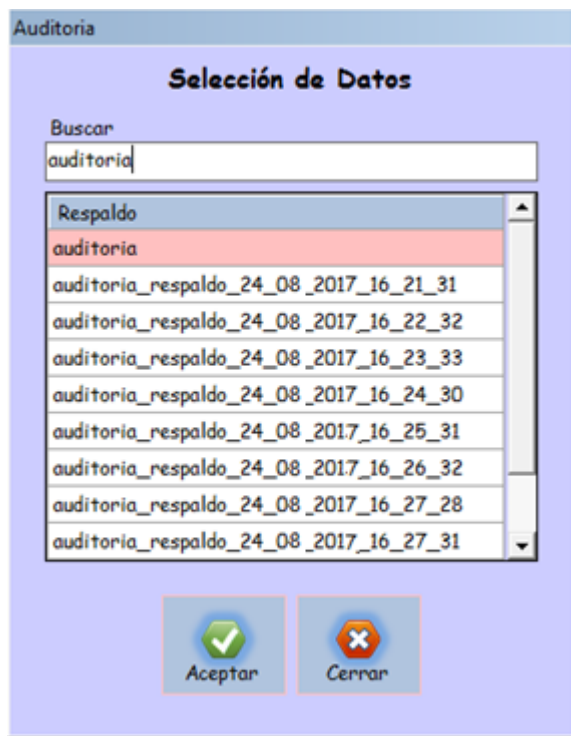 Auditoria
Selección de Datos
Buscar
auditoria
Respaldo
auditoria
auditoria_respaldo_24_08_2017_16_21_31
auditoria_respaldo_24_08_2017_16_22_32
auditoria_respaldo_24_08_2017_16_23_33
auditoria_respaldo_24_08_2017_16_24_30
auditoria_respaldo_24_08_2017_16_25_31
auditoria_respaldo_24_08_2017_16_26_32
auditoria_respaldo_24_08_2017_16_27_28
auditoria_respaldo_24_08_2017_16_27_31
Aceptar Cerrar